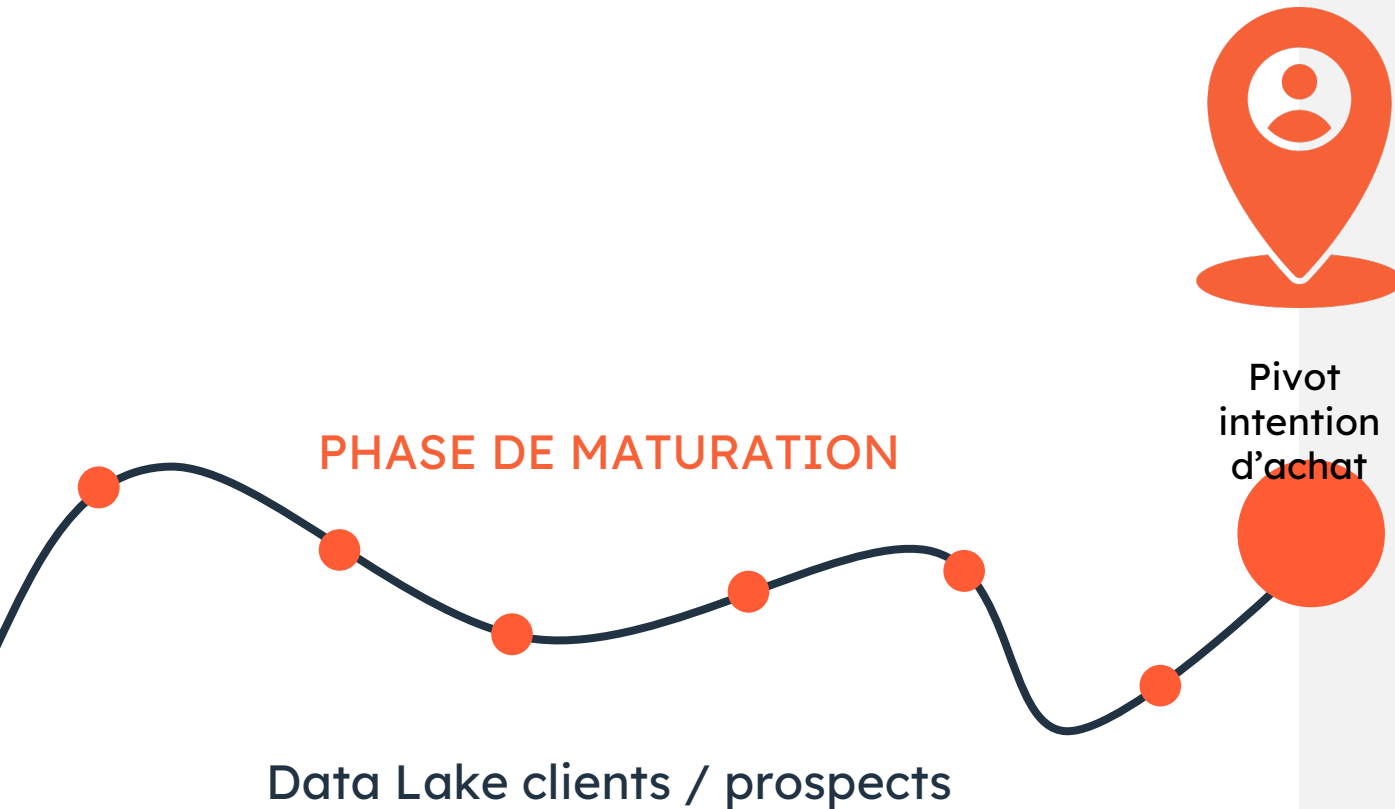 Pivot
intention
d’achat
PHASE DE MATURATION
Data Lake clients / prospects